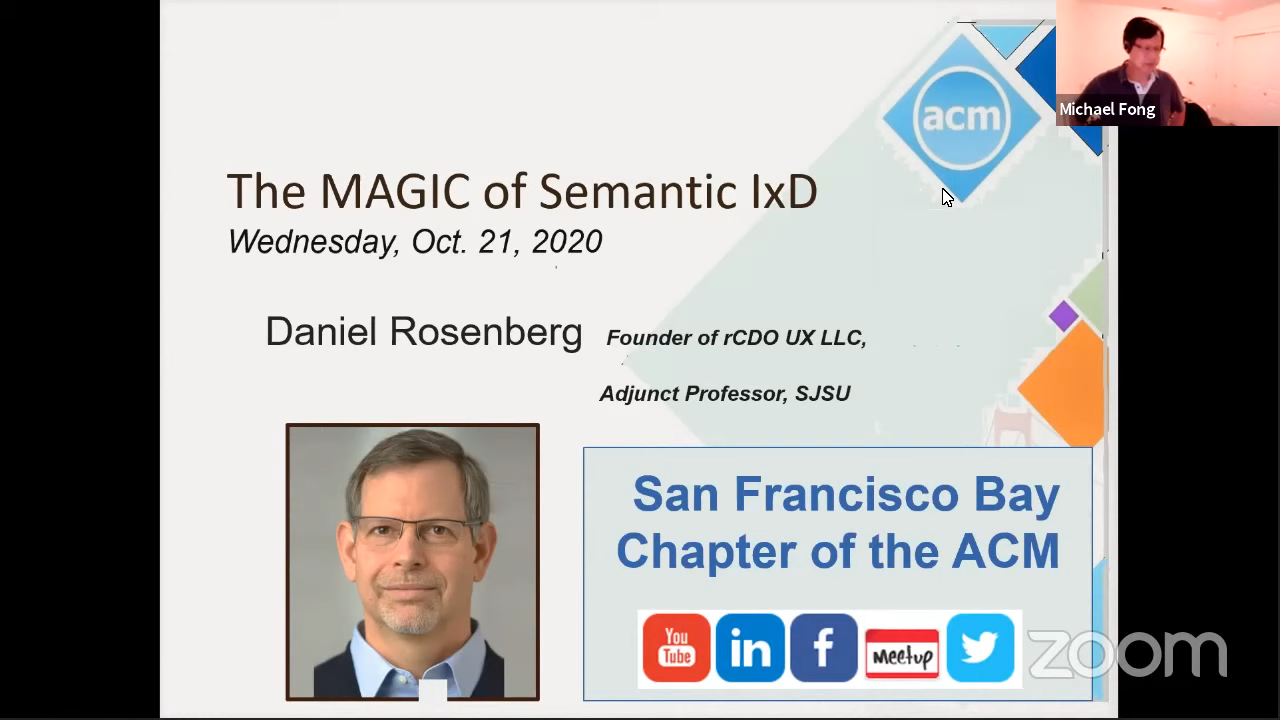 acm
Michael Fong
The MAGIC of Semantic IxD
Wednesday, Oct. 21, 2020
Daniel Rosenberg Founder of rCDO UX LLC,
Adjunct Professor, SJSU
San Francisco Bay
Chapter of the ACM
You
Tube
in
f
Meetup
zoom